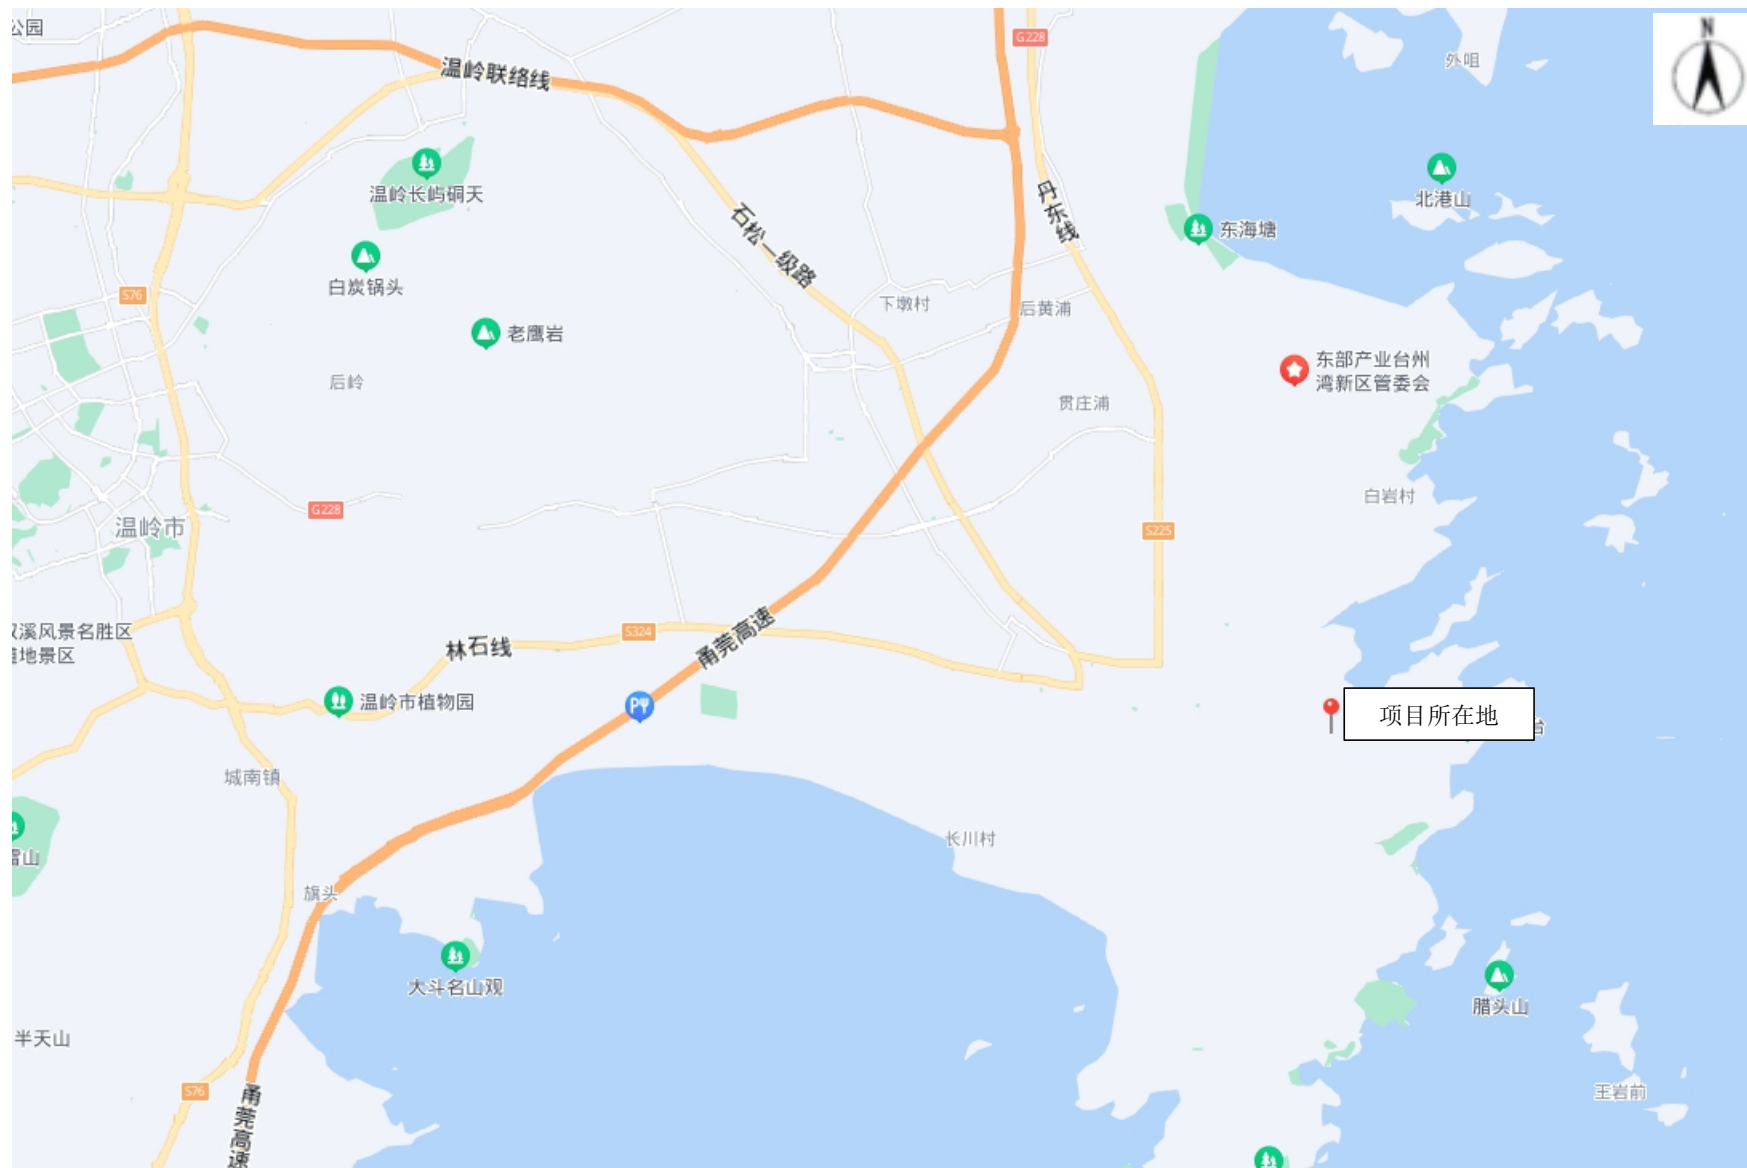 公园
G228
N
外咀
温岭联络线
温岭长屿硐天
丹东线
北港山
石松一级路
东海塘
白炭锅头
S76
下墩村
后黄浦
老鹰岩
东部产业台州
湾新区管委会
后岭
贯庄浦
白岩村
G228
温岭市
S225
溪风景名胜区
地景区
S324
林石线
甬莞高速
温岭市植物园
P
项目所在地
城南镇
长川村
山
旗头
大斗名山观
腊头山
半天山
S76
王岩前
甬莞高速